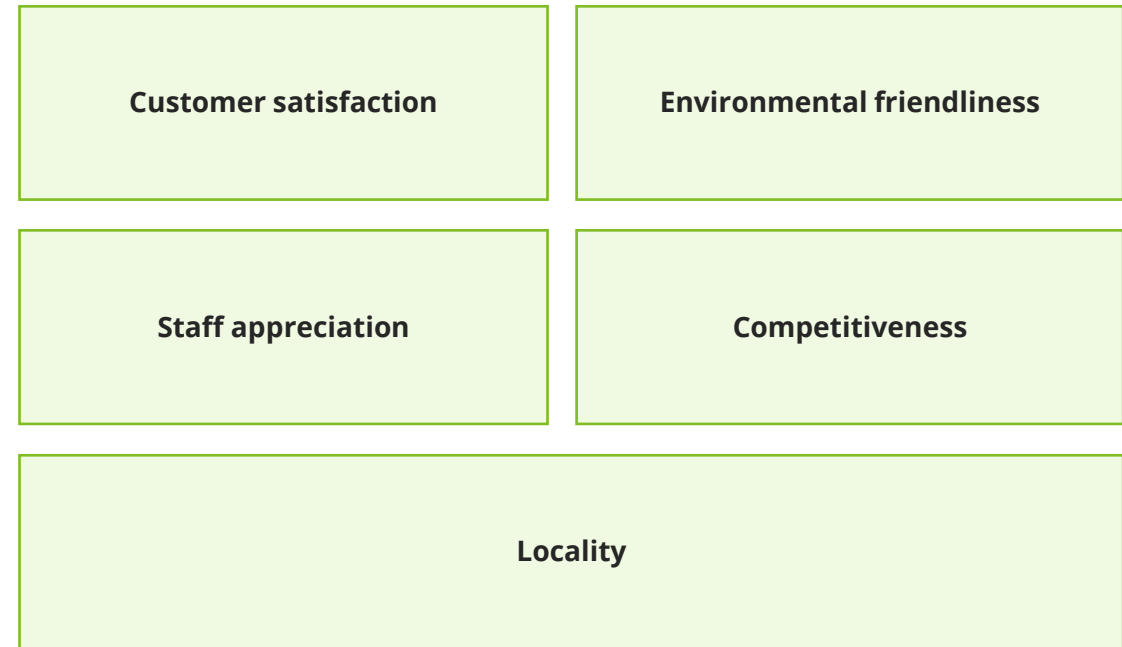 Customer satisfaction
Environmental friendliness
Staff appreciation
Competitiveness
Locality